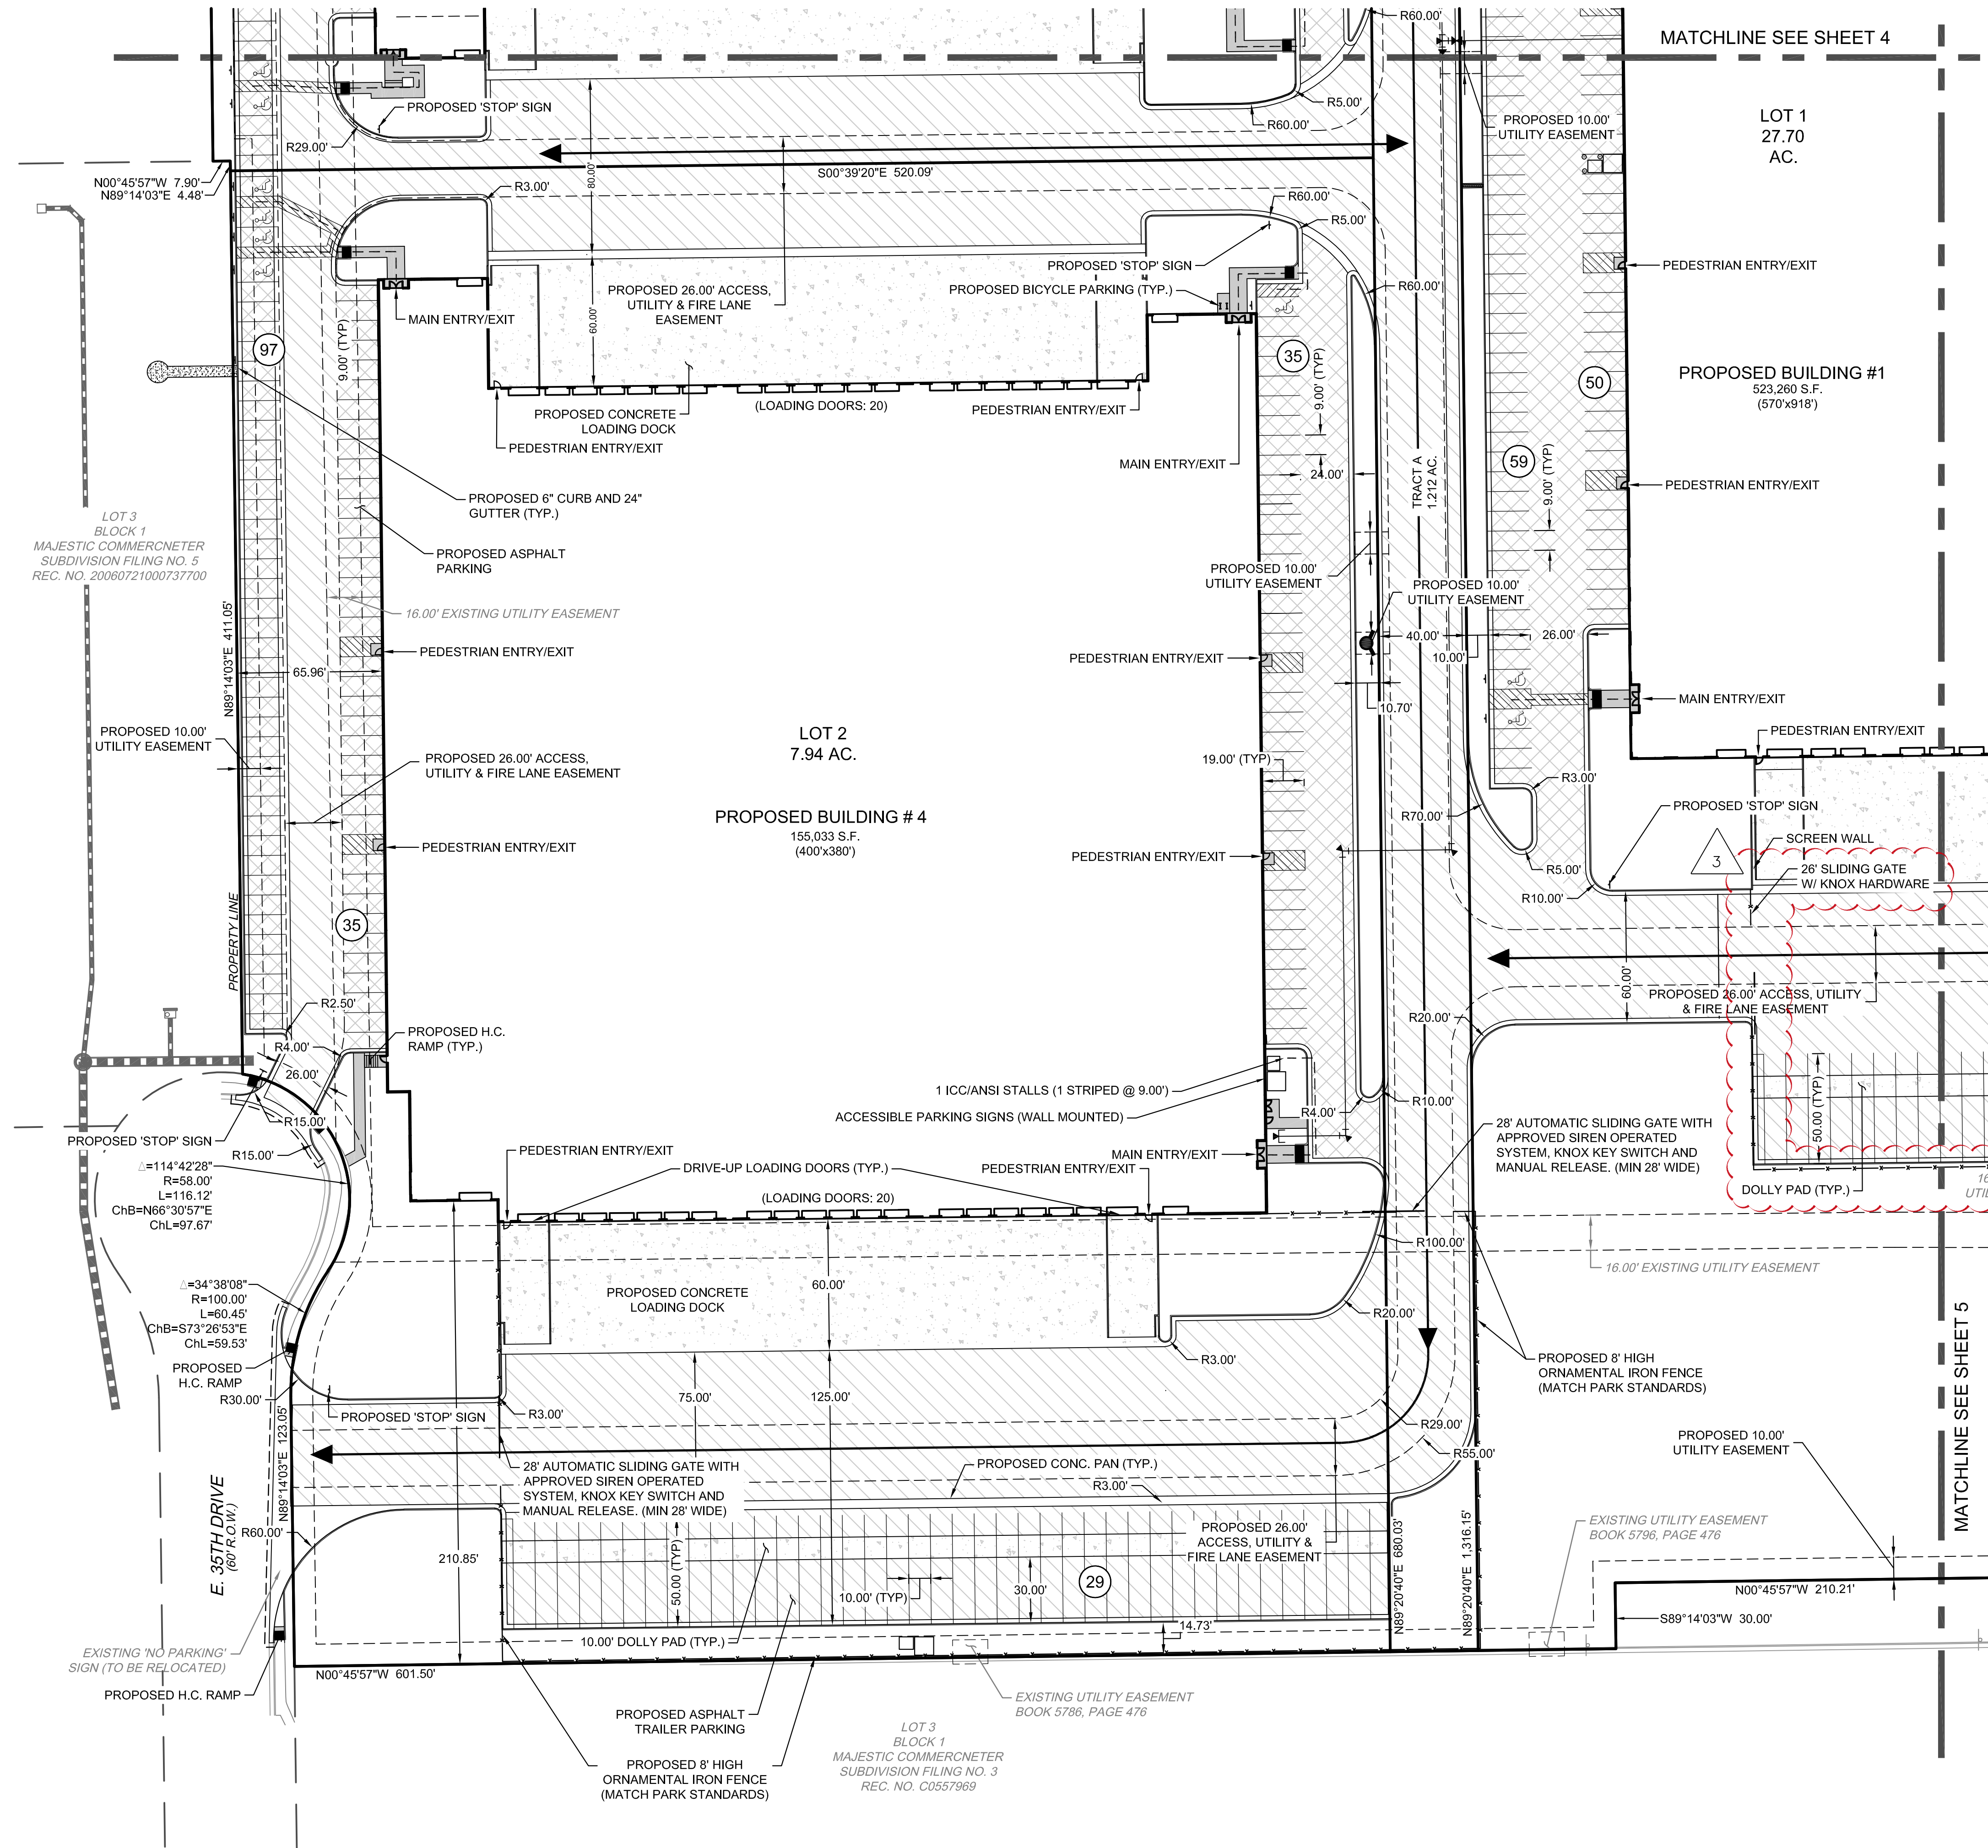 MATCHLINE SEE SHEET 4
R60.00'
LOT 1
27.70
AC.
PROPOSED 'STOP' SIGN
R5.00'
R60.00'
PROPOSED 10.00'
UTILITY EASEMENT
R29.00'
80.00'
S00°39'20"E 520.09'
N00°45'57"W 7.90'
N89°14'03"E 4.48'
R3.00'
R60.00'
R5.00'
PROPOSED 'STOP' SIGN
PROPOSED BICYCLE PARKING (TYP.)
R60.00'
PEDESTRIAN ENTRY/EXIT
PROPOSED 26.00' ACCESS,
UTILITY & FIRE LANE
EASEMENT
60.00'
MAIN ENTRY/EXIT
97
9.00' (TYP)
35
9.00' (TYP)
50
PROPOSED BUILDING #1
523,260 S.F.
(570'x918')
PROPOSED CONCRETE
LOADING DOCK
(LOADING DOORS: 20)
PEDESTRIAN ENTRY/EXIT
PEDESTRIAN ENTRY/EXIT
MAIN ENTRY/EXIT
24.00'
TRACT A
1.212 AC.
59
9.00' (TYP)
PEDESTRIAN ENTRY/EXIT
PROPOSED 6" CURB AND 24"
GUTTER (TYP.)
LOT 3
BLOCK 1
MAJESTIC COMMERCNETER
SUBDIVISION FILING NO. 5
REC. NO. 20060721000737700
PROPOSED ASPHALT
PARKING
PROPOSED 10.00'
UTILITY EASEMENT
PROPOSED 10.00'
UTILITY EASEMENT
16.00' EXISTING UTILITY EASEMENT
N89°14'03"E 411.05'
40.00'
26.00'
10.00'
PEDESTRIAN ENTRY/EXIT
PEDESTRIAN ENTRY/EXIT
65.96'
10.70'
MAIN ENTRY/EXIT
PROPOSED 10.00'
UTILITY EASEMENT
LOT 2
7.94 AC.
PEDESTRIAN ENTRY/EXIT
PROPOSED 26.00' ACCESS,
UTILITY & FIRE LANE EASEMENT
19.00' (TYP)
R3.00'
PROPOSED BUILDING # 4
155,033 S.F.
(400'x380')
R70.00'
PROPOSED 'STOP' SIGN
SCREEN WALL
3
26' SLIDING GATE
W/ KNOX HARDWARE
PEDESTRIAN ENTRY/EXIT
PEDESTRIAN ENTRY/EXIT
R5.00'
R10.00'
PROPERTY LINE
35
60.00'
PROPOSED 26.00' ACCESS, UTILITY
& FIRE LANE EASEMENT
R2.50'
R20.00'
PROPOSED H.C.
RAMP (TYP.)
R4.00'
26.00'
1 ICC/ANSI STALLS (1 STRIPED @ 9.00')
ACCESSIBLE PARKING SIGNS (WALL MOUNTED)
R4.00'
R10.00'
50.00 (TYP)
R15.00'
PROPOSED 'STOP' SIGN
R15.00'
28' AUTOMATIC SLIDING GATE WITH
APPROVED SIREN OPERATED
SYSTEM, KNOX KEY SWITCH AND
MANUAL RELEASE. (MIN 28' WIDE)
PEDESTRIAN ENTRY/EXIT
DRIVE-UP LOADING DOORS (TYP.)
MAIN ENTRY/EXIT
PEDESTRIAN ENTRY/EXIT
(LOADING DOORS: 20)
DOLLY PAD (TYP.)
16
UTIL
Δ=114°42'28"
R=58.00'
L=116.12'
ChB=N66°30'57"E
ChL=97.67'
R100.00'
16.00' EXISTING UTILITY EASEMENT
Δ=34°38'08"
R=100.00'
L=60.45'
ChB=S73°26'53"E
ChL=59.53'
PROPOSED CONCRETE
LOADING DOCK
60.00'
R20.00'
PROPOSED
H.C. RAMP
R3.00'
PROPOSED 8' HIGH
ORNAMENTAL IRON FENCE
(MATCH PARK STANDARDS)
MATCHLINE SEE SHEET 5
R30.00'
75.00'
125.00'
PROPOSED 'STOP' SIGN
R3.00'
R29.00'
R55.00'
PROPOSED 10.00'
UTILITY EASEMENT
N89°14'03"E 123.05'
28' AUTOMATIC SLIDING GATE WITH
APPROVED SIREN OPERATED
SYSTEM, KNOX KEY SWITCH AND
MANUAL RELEASE. (MIN 28' WIDE)
PROPOSED CONC. PAN (TYP.)
R3.00'
E. 35TH DRIVE
(60' R.O.W.)
R60.00'
210.85'
50.00 (TYP)
PROPOSED 26.00'
ACCESS, UTILITY &
FIRE LANE EASEMENT
N89°20'40"E 680.03'
N89°20'40"E 1,316.15'
EXISTING UTILITY EASEMENT
BOOK 5796, PAGE 476
10.00' (TYP)
30.00'
29
N00°45'57"W 210.21'
S89°14'03"W 30.00'
14.73'
10.00' DOLLY PAD (TYP.)
EXISTING 'NO PARKING'
SIGN (TO BE RELOCATED)
N00°45'57"W 601.50'
PROPOSED H.C. RAMP
EXISTING UTILITY EASEMENT
BOOK 5786, PAGE 476
PROPOSED ASPHALT
TRAILER PARKING
LOT 3
BLOCK 1
MAJESTIC COMMERCNETER
SUBDIVISION FILING NO. 3
REC. NO. C0557969
PROPOSED 8' HIGH
ORNAMENTAL IRON FENCE
(MATCH PARK STANDARDS)